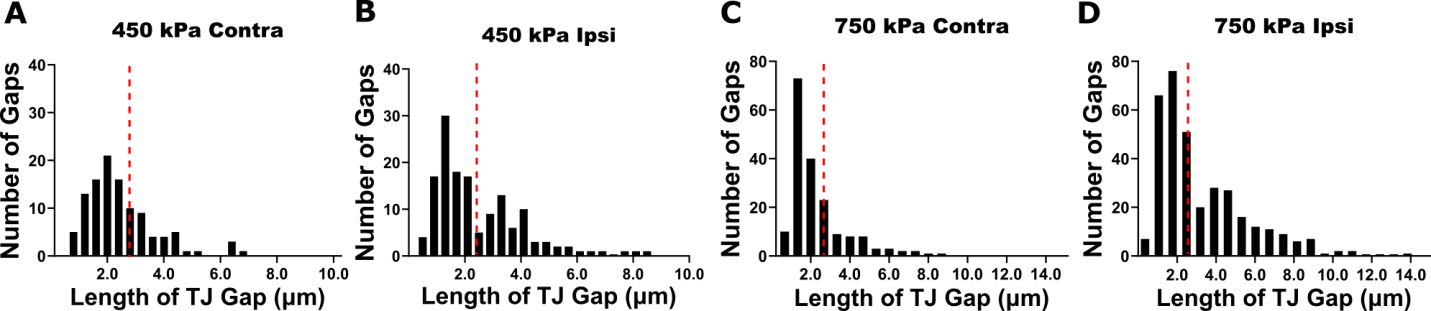 A
450 kPa Contra
Number of Gaps
40
30
20
10
0
2.0 4.0 6.0 8.0 10.0
Length of TJ Gap (μm)
B
450 kPa Ipsi
Number of Gaps
40
30
20
10
0
2.0 4.0 6.0 8.0 10.0
Length of TJ Gap (μm)
C
750 kPa Contra
Number of Gaps
80
60
40
20
0
2.0 4.0 6.0 8.0 10.0 12.0 14.0
Length of TJ Gap (μm)
D
750 kPa Ipsi
Number of Gaps
80
60
40
20
0
2.0 4.0 6.0 8.0 10.0 12.0 14.0
Length of TJ Gap (μm)